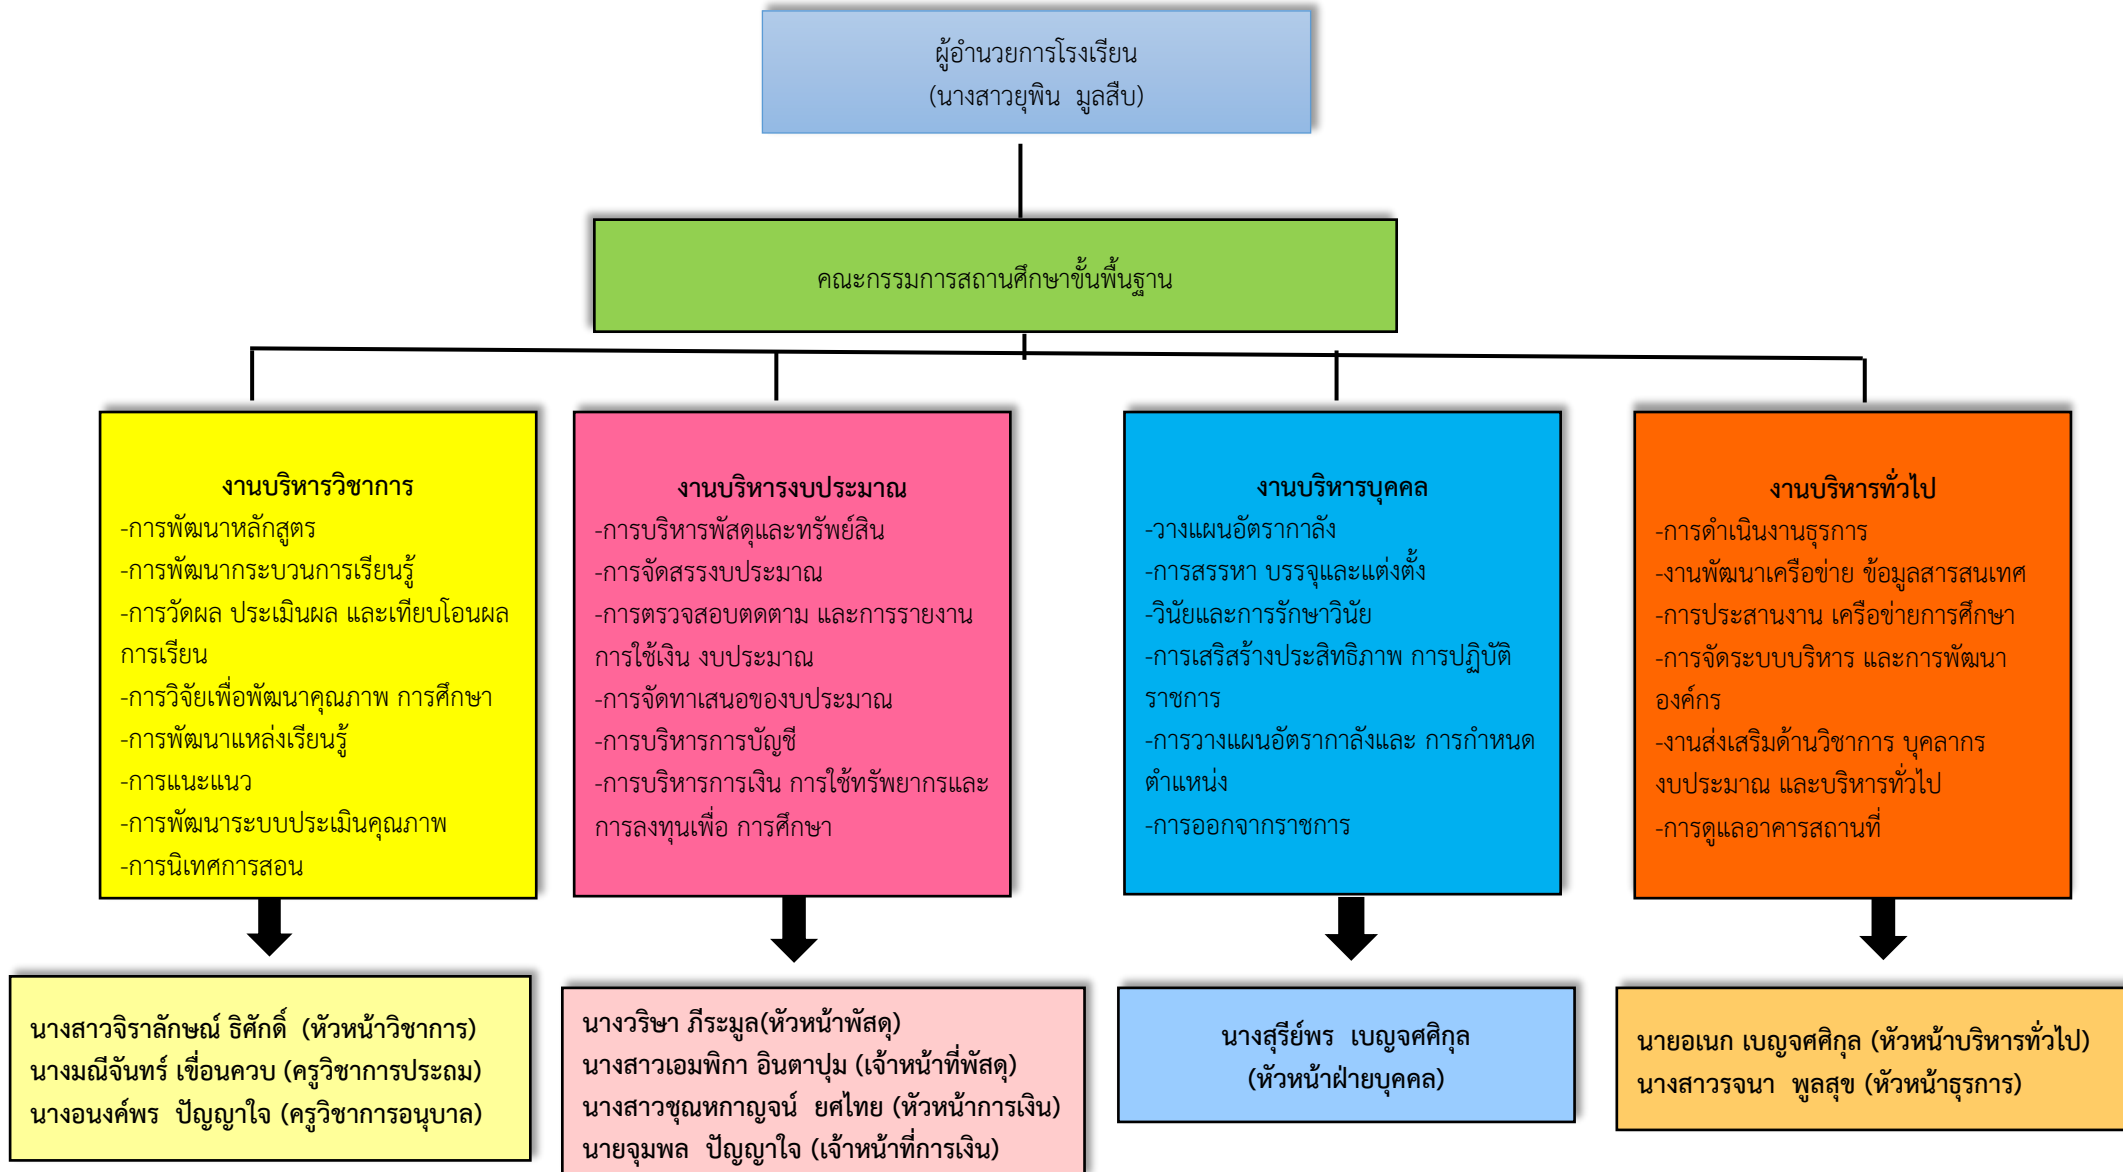 ผู้อำนวยการโรงเรียน
(นางสาวยุพิน  มูลสืบ)
คณะกรรมการสถานศึกษาขั้นพื้นฐาน
งานบริหารวิชาการ
-การพัฒนาหลักสูตร
-การพัฒนากระบวนการเรียนรู้
-การวัดผล ประเมินผล และเทียบโอนผล
การเรียน
-การวิจัยเพื่อพัฒนาคุณภาพ การศึกษา
-การพัฒนาแหล่งเรียนรู้
-การแนะแนว
-การพัฒนาระบบประเมินคุณภาพ
-การนิเทศการสอน
งานบริหารงบประมาณ
-การบริหารพัสดุและทรัพย์สิน
-การจัดสรรงบประมาณ
-การตรวจสอบตดตาม และการรายงาน
การใช้เงิน งบประมาณ
-การจัดทาเสนอของบประมาณ
-การบริหารการบัญชี
-การบริหารการเงิน การใช้ทรัพยากรและ
การลงทุนเพื่อ การศึกษา
งานบริหารบุคคล
-วางแผนอัตรากาลัง
-การสรรหา บรรจุและแต่งตั้ง
-วินัยและการรักษาวินัย
-การเสริสร้างประสิทธิภาพ การปฏิบัติ
ราชการ
-การวางแผนอัตรากาลังและ การกำหนด
ตำแหน่ง
-การออกจากราชการ
งานบริหารทั่วไป
-การดำเนินงานธุรการ
-งานพัฒนาเครือข่าย ข้อมูลสารสนเทศ
-การประสานงาน เครือข่ายการศึกษา
-การจัดระบบบริหาร และการพัฒนา
องค์กร
-งานส่งเสริมด้านวิชาการ บุคลากร
งบประมาณ และบริหารทั่วไป
-การดูแลอาคารสถานที่
นางสาวจิราลักษณ์ ธิศักดิ์  (หัวหน้าวิชาการ)
นางมณีจันทร์ เขื่อนควบ (ครูวิชาการประถม)
นางอนงค์พร  ปัญญาใจ (ครูวิชาการอนุบาล)
นางวริษา ภีระมูล(หัวหน้าพัสดุ)
นางสาวเอมพิกา อินตาปุม (เจ้าหน้าที่พัสดุ)
นางสาวชุณหกาญจน์  ยศไทย (หัวหน้าการเงิน)
นายจุมพล  ปัญญาใจ (เจ้าหน้าที่การเงิน)
นางสุรีย์พร  เบญจศศิกุล
(หัวหน้าฝ่ายบุคคล)
นายอเนก เบญจศศิกุล (หัวหน้าบริหารทั่วไป)
นางสาวรจนา  พูลสุข (หัวหน้าธุรการ)